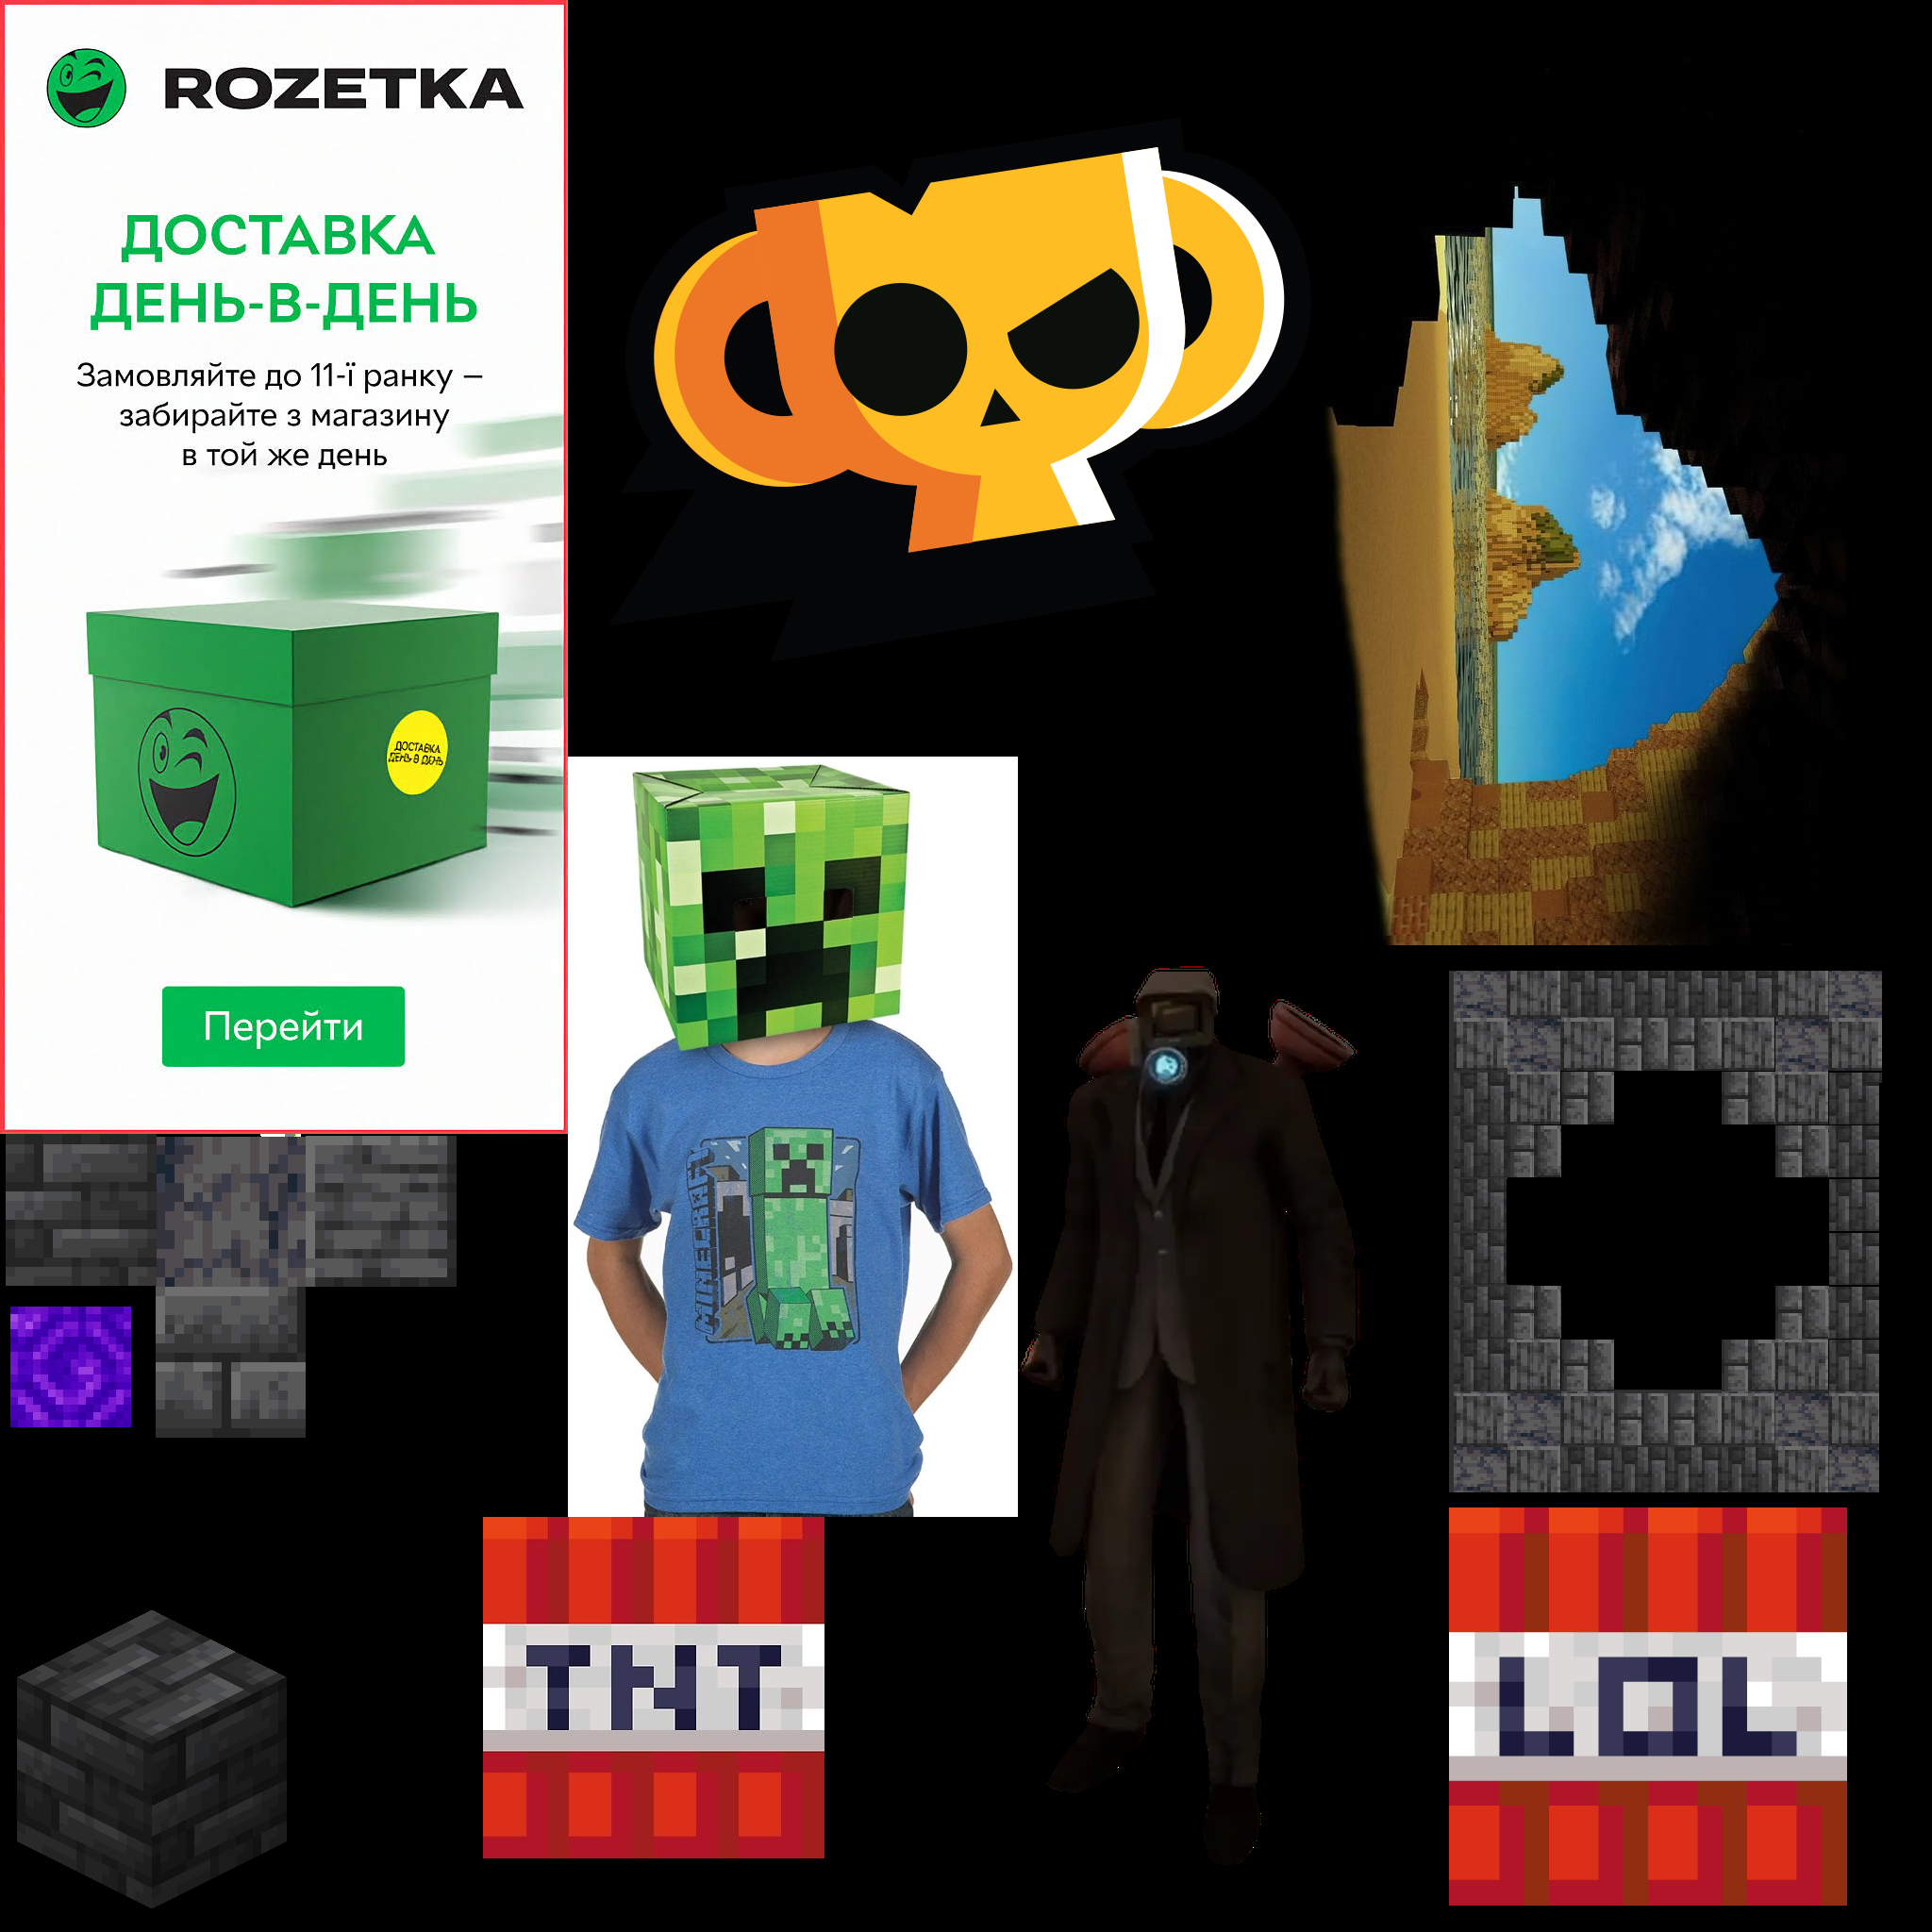 ROZETKA
ДОСТАВКА
ДЕНЬ-В-ДЕНЬ
Замовляйте до 11-ї ранку –
забирайте з магазину
в той же день
ДОСТАВКА
ДЕНЬ В ДЕНЬ
Перейти
MINECRAFT
TNT
LOL